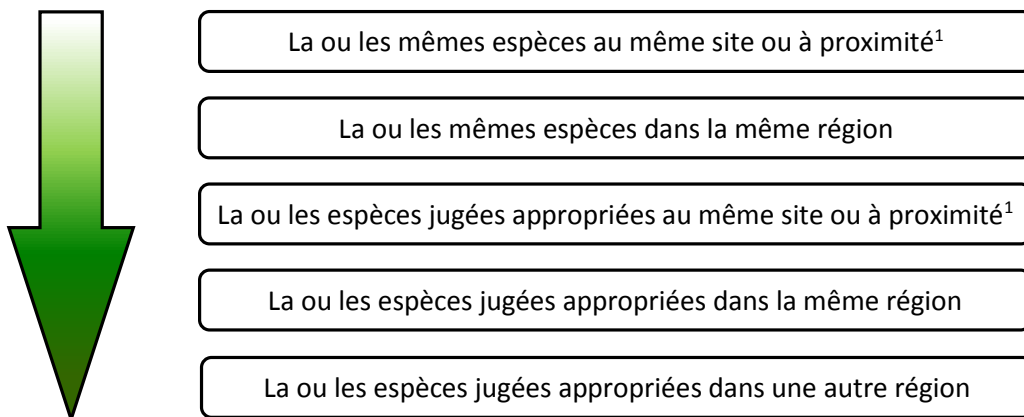 La ou les mêmes espèces au même site ou à proximité¹
La ou les mêmes espèces dans la même région
La ou les espèces jugées appropriées au même site ou à proximité¹
La ou les espèces jugées appropriées dans la même région
La ou les espèces jugées appropriées dans une autre région